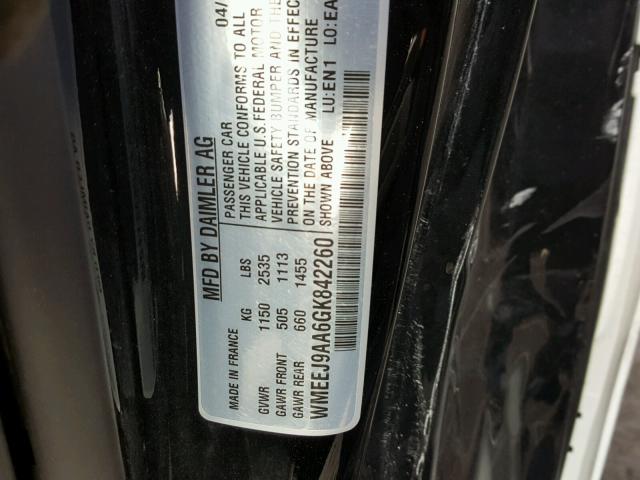 MFD BY DAIMLER AG 04/
PASSENGER CAR
THIS VEHICLE CONFORMS TO ALL
APPLICABLE U.S. FEDERAL MOTOR
VEHICLE SAFETY BUMPER AND THE
PREVENTION STANDARDS IN EFFEC
ON THE DATE OF MANUFACTURE
SHOWN ABOVE LU:EN1 LO:EA
MADE IN FRANCE KG LBS
GVWR 1150 2535
GAWR FRONT 505 1113
GAWR REAR 660 1455
WMEEJ9AA6GK842260